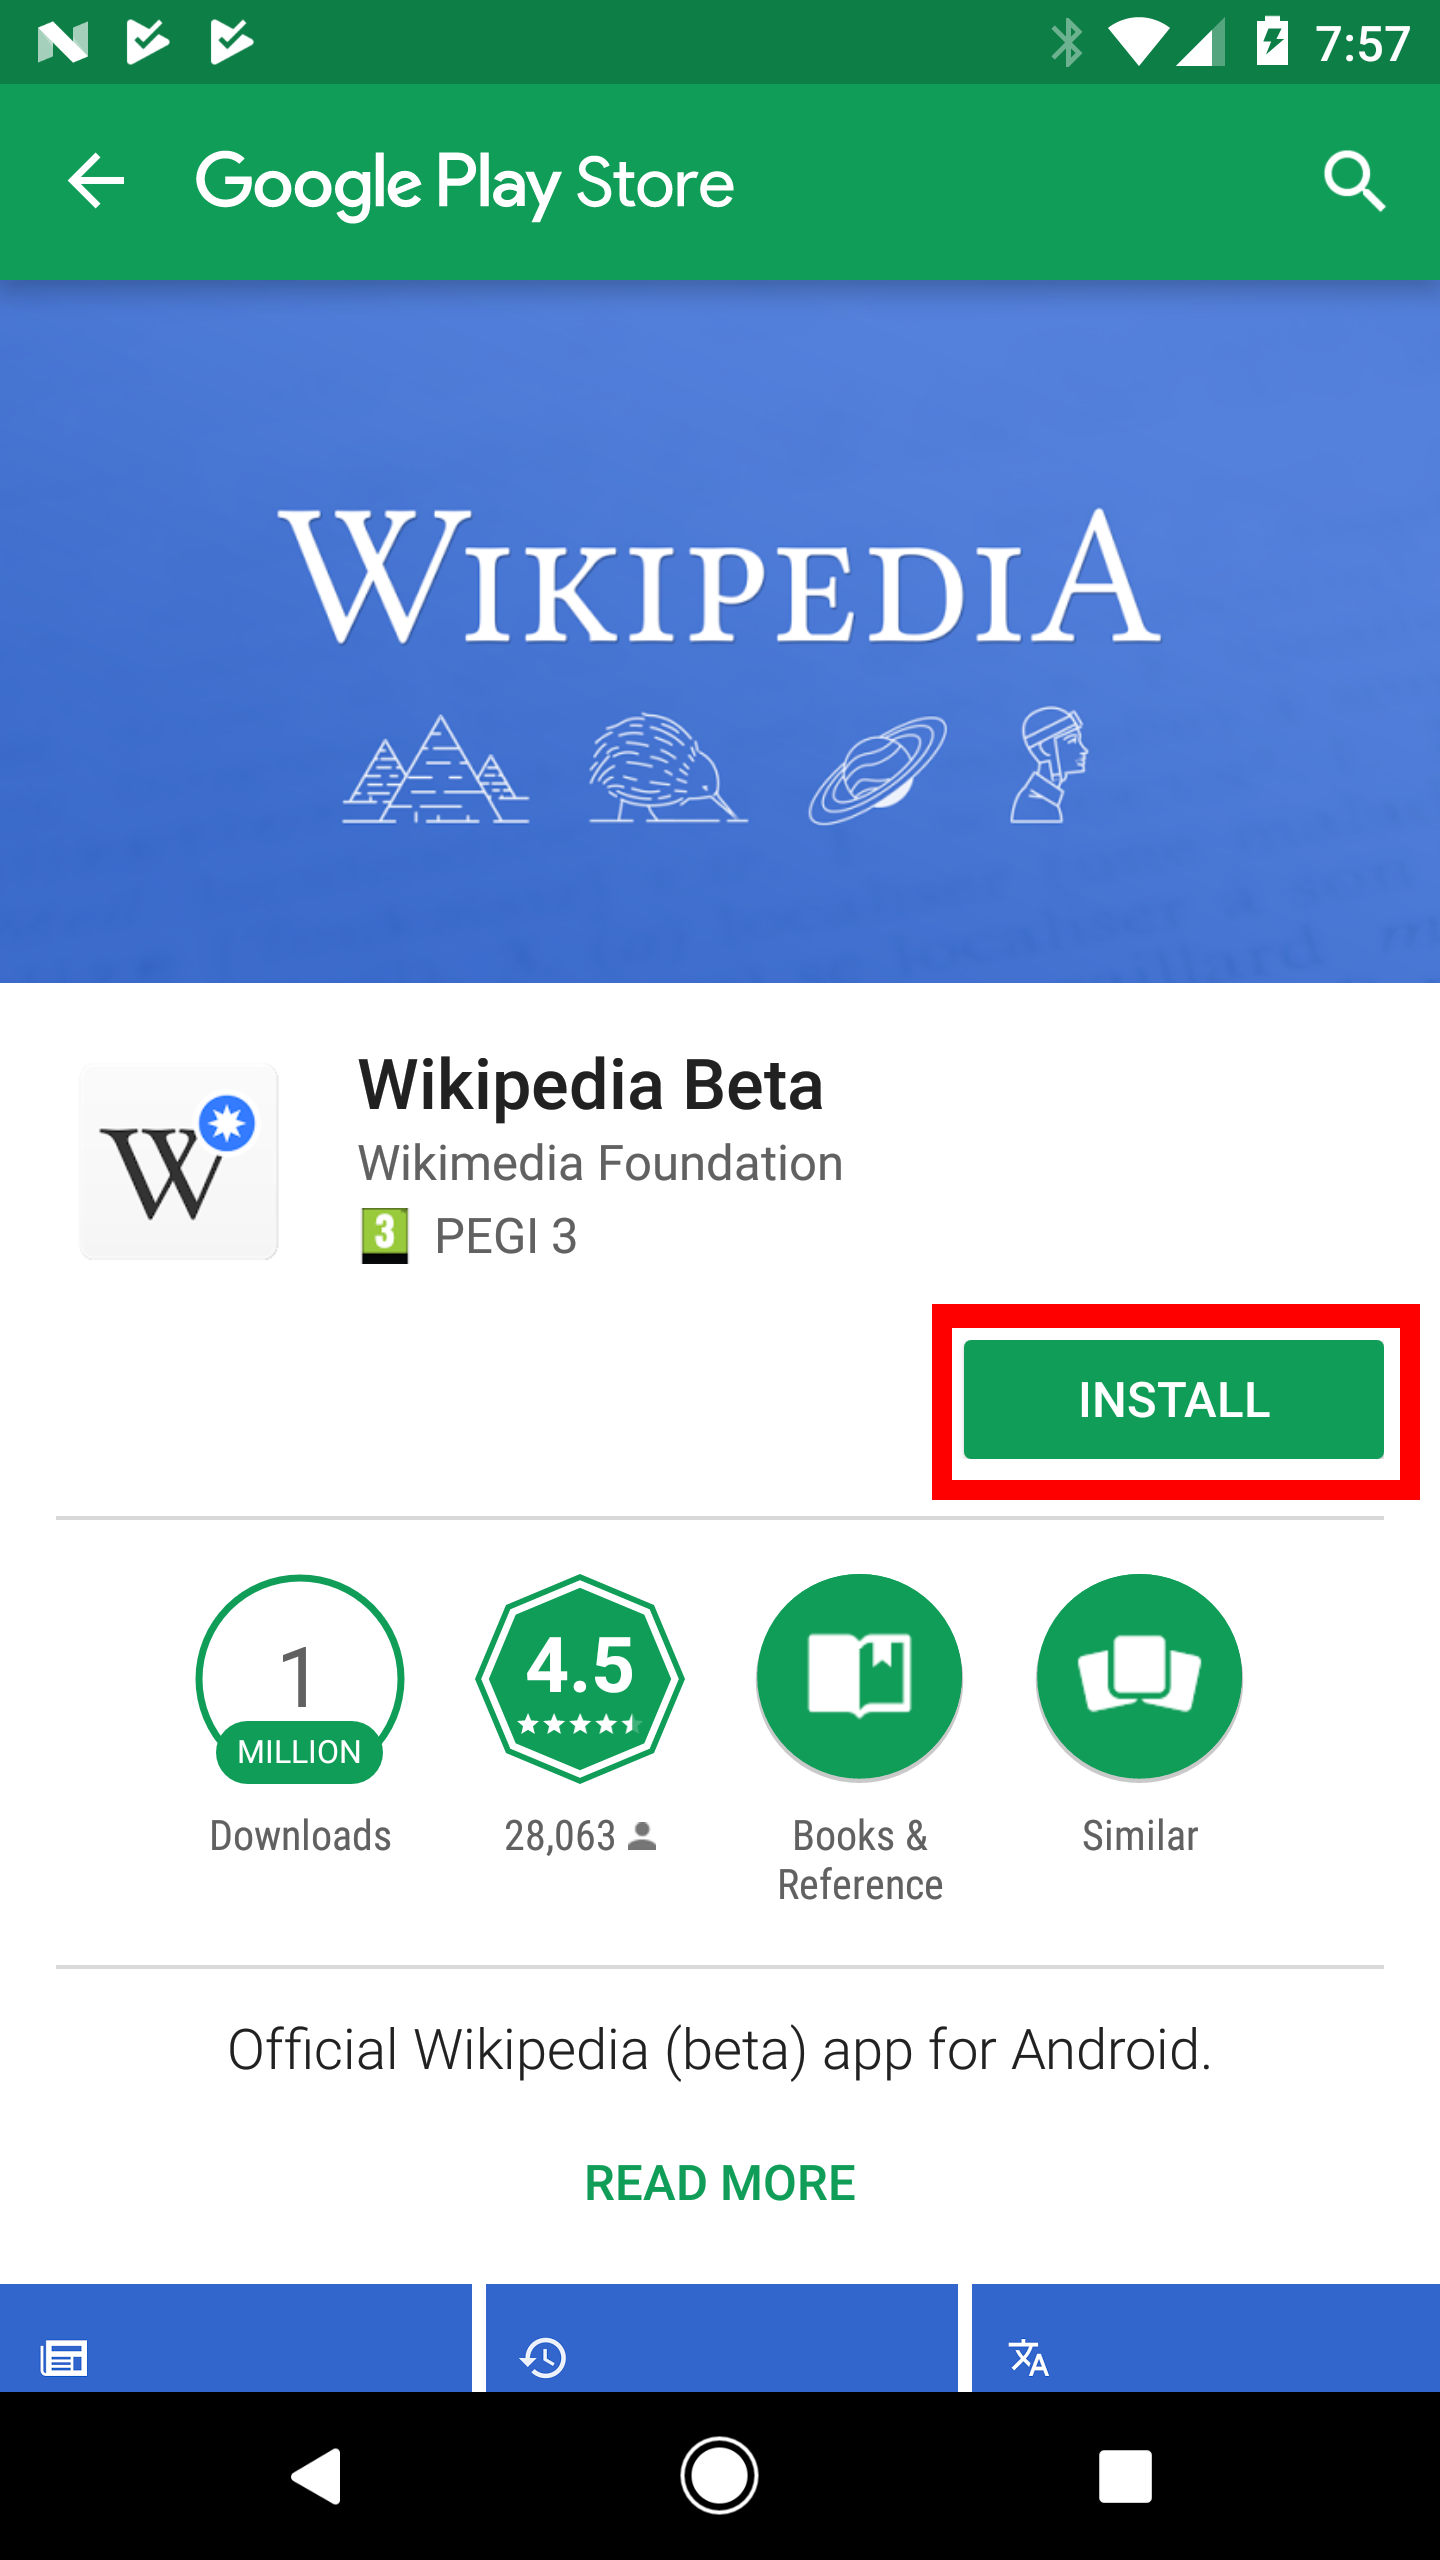 7:57
Google Play Store
WIKIPEDIA
Wikipedia Beta
Wikimedia Foundation
3 PEGI 3
INSTALL
1
MILLION
Downloads
4.5
28,063
Books &
Reference
Similar
Official Wikipedia (beta) app for Android.
READ MORE